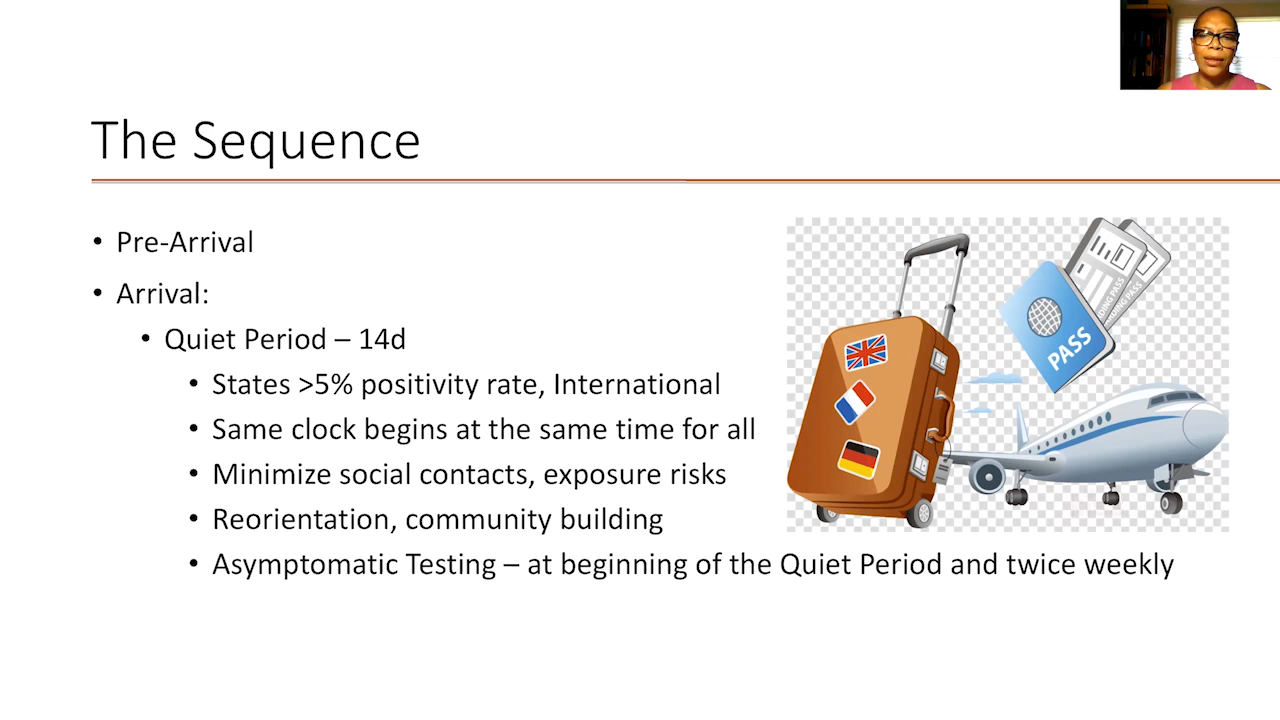 The Sequence
• Pre-Arrival
• Arrival:
• Quiet Period – 14d
• States >5% positivity rate, International
• Same clock begins at the same time for all
• Minimize social contacts, exposure risks
• Reorientation, community building
• Asymptomatic Testing – at beginning of the Quiet Period and twice weekly
PASS